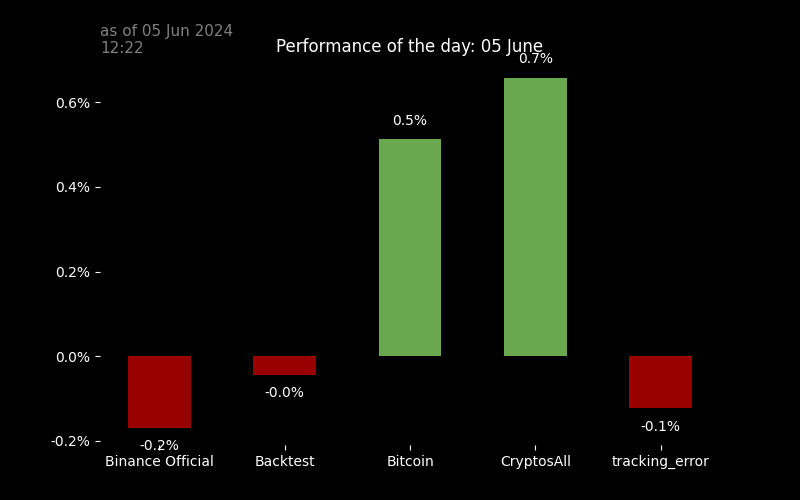 as of 05 Jun 2024
12:22
Performance of the day: 05 June
0.7%
0.6%
0.5%
0.4%
0.2%
0.0%
-0.0%
-0.1%
-0.2%
-0.2%
Binance Official
Backtest
Bitcoin
CryptosAll
tracking_error